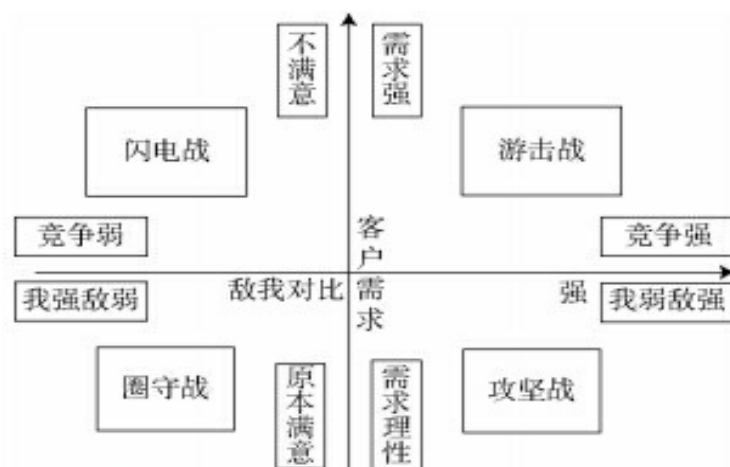 不满意
需求强
闪电战
游击战
竞争弱
客户需求
竞争强
敌我对比
强
我强敌弱
我弱敌强
圈守战
原本满意
需求理性
攻坚战